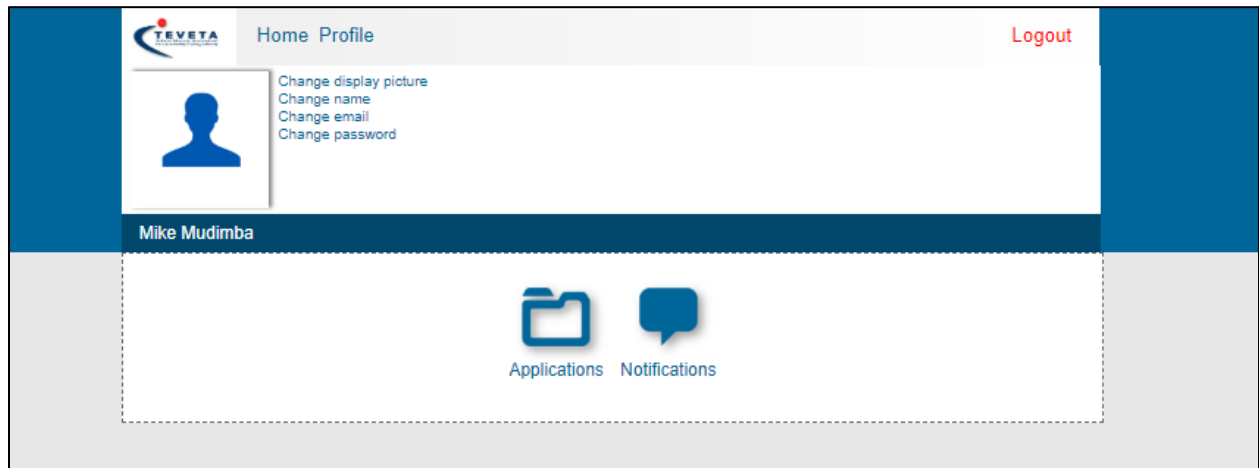 TEVETA
Home Profile
Logout
Change display picture
Change name
Change email
Change password
Mike Mudimba
Applications Notifications